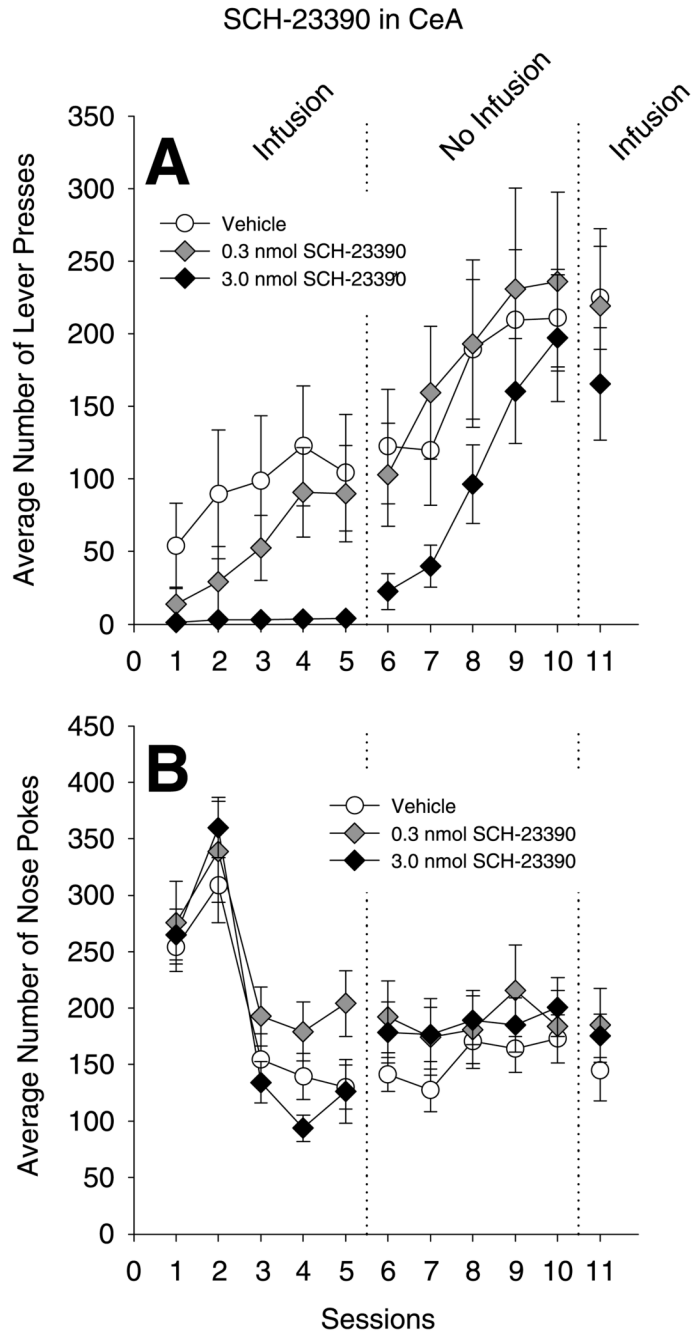 SCH-23390 in CeA
Infusion
No Infusion
Infusion
A
Average Number of Lever Presses
350
300
250
200
150
100
50
0
Vehicle
0.3 nmol SCH-23390
3.0 nmol SCH-23390
0 1 2 3 4 5 6 7 8 9 10 11
B
Average Number of Nose Pokes
450
400
350
300
250
200
150
100
50
0
Vehicle
0.3 nmol SCH-23390
3.0 nmol SCH-23390
0 1 2 3 4 5 6 7 8 9 10 11
Sessions